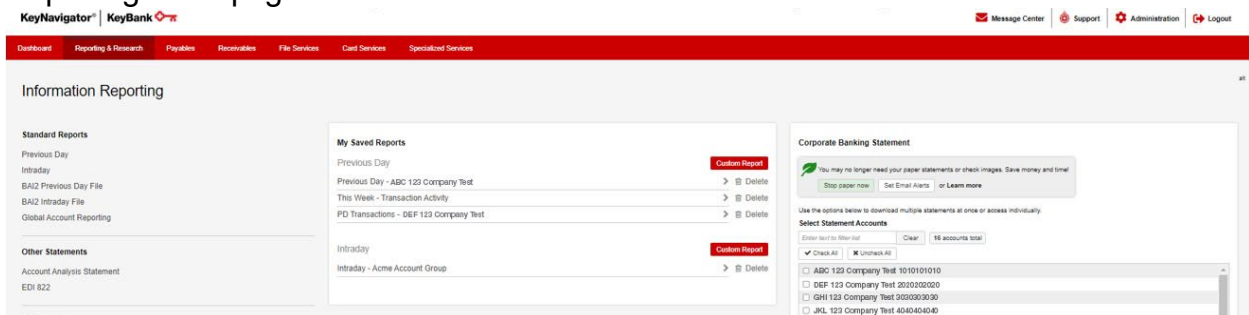 KeyNavigator® | KeyBank
Message Center
Support
Administration
Logout
Dashboard
Reporting & Research
Payables
Receivables
File Services
Card Services
Specialized Services
Information Reporting
Standard Reports
Previous Day
Intraday
BAI2 Previous Day File
BAI2 Intraday File
Global Account Reporting
Other Statements
Account Analysis Statement
EDI 822
My Saved Reports
Previous Day
Custom Report
Previous Day - ABC 123 Company Test
Delete
This Week - Transaction Activity
Delete
PD Transactions - DEF 123 Company Test
Delete
Intraday
Custom Report
Intraday - Acme Account Group
Delete
Corporate Banking Statement
You may no longer need your paper statements or check images. Save money and time!
Stop paper now
Set Email Alerts
or Learn more
Use the options below to download multiple statements at once or access individually.
Select Statement Accounts
Enter text to filter list
Clear
16 accounts total
Check All
Uncheck All
ABC 123 Company Test 1010101010
DEF 123 Company Test 2020202020
GHI 123 Company Test 3030303030
JKL 123 Company Test 4040404040